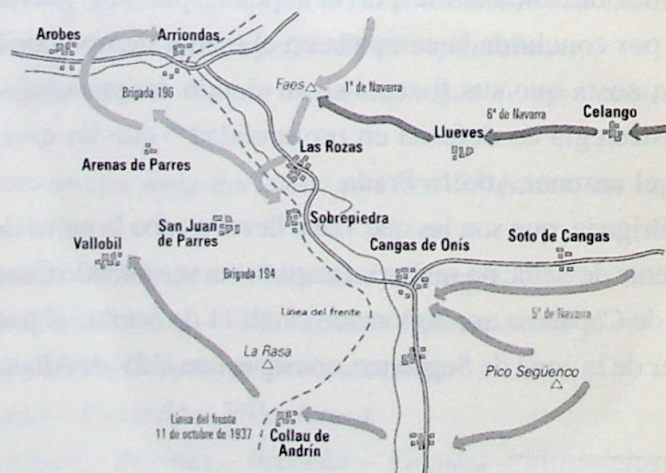 Arobes
Arriondas
Brigada 196
Faes
1ª de Navarra
6ª de Navarra
Celango
Llueves
Las Rozas
Arenas de Parres
San Juan
de Parres
Sobrepiedra
Vallobil
Cangas de Onís
Soto de Cangas
Brigada 194
Línea del frente
5ª de Navarra
La Rasa
Pico Següenco
Línea del frente
11 de octubre de 1937
Collau de
Andrín